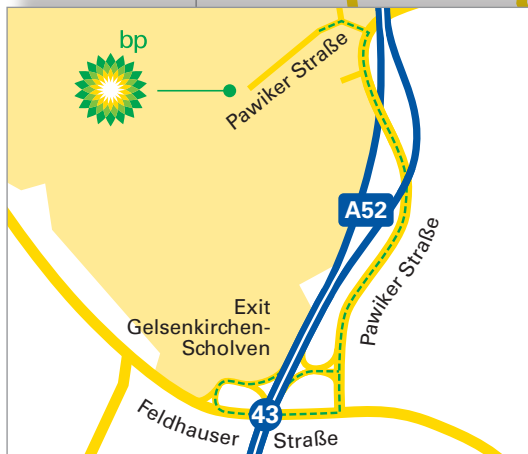 bp
Pawiker Straße
A52
Pawiker Straße
Exit
Gelsenkirchen-
Scholven
43
Feldhauser Straße